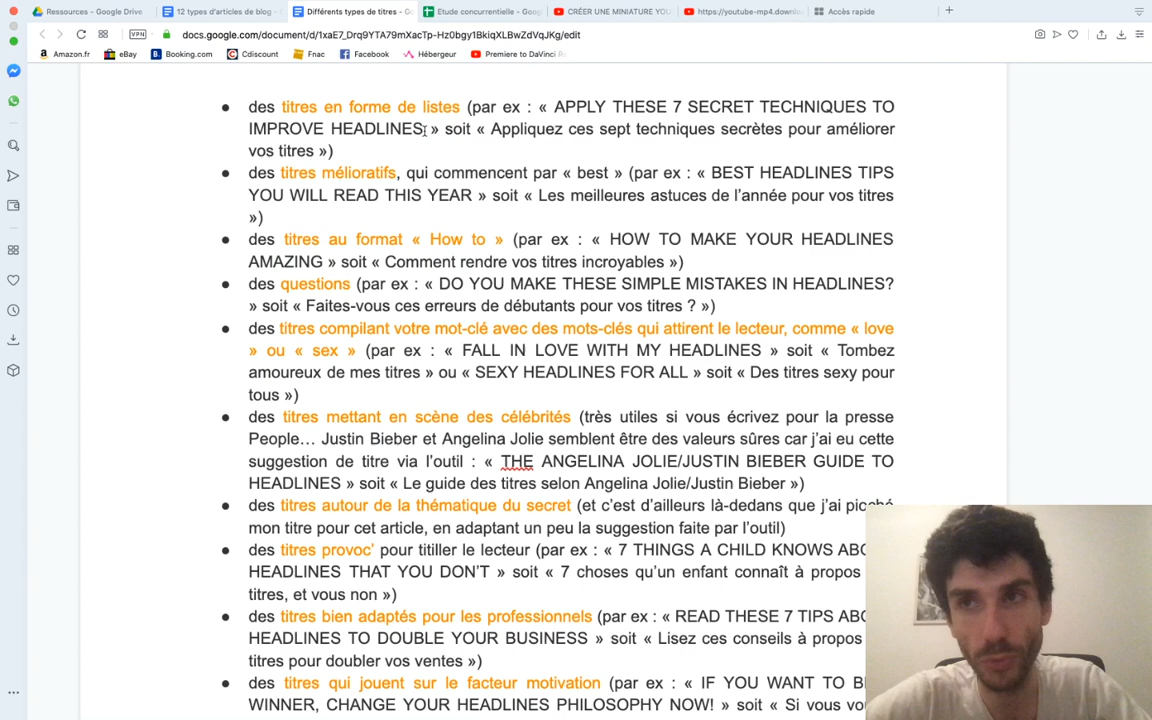 Ressources - Google Drive
12 types d'articles de blog -
Différents types de titres - Goo
Etude concurrentielle - Google
CRÉER UNE MINIATURE YOU
https://youtube-mp4.downlo
Accès rapide
VPN
docs.google.com/document/d/1xaE7_Drq9YTA79mXacTp-Hz0bgy1BkiqXLBwZdVqJKg/edit
Amazon.fr
eBay
Booking.com
Cdiscount
Fnac
Facebook
Hébergeur
Premiere to DaVinci Re
● des titres en forme de listes (par ex : « APPLY THESE 7 SECRET TECHNIQUES TO
IMPROVE HEADLINES » soit « Appliquez ces sept techniques secrètes pour améliorer
vos titres »)
● des titres mélioratifs, qui commencent par « best » (par ex : « BEST HEADLINES TIPS
YOU WILL READ THIS YEAR » soit « Les meilleures astuces de l'année pour vos titres
»)
● des titres au format « How to » (par ex : « HOW TO MAKE YOUR HEADLINES
AMAZING » soit « Comment rendre vos titres incroyables »)
● des questions (par ex : « DO YOU MAKE THESE SIMPLE MISTAKES IN HEADLINES?
» soit « Faites-vous ces erreurs de débutants pour vos titres ? »)
● des titres compilant votre mot-clé avec des mots-clés qui attirent le lecteur, comme « love
» ou « sex » (par ex : « FALL IN LOVE WITH MY HEADLINES » soit « Tombez
amoureux de mes titres » ou « SEXY HEADLINES FOR ALL » soit « Des titres sexy pour
tous »)
● des titres mettant en scène des célébrités (très utiles si vous écrivez pour la presse
People… Justin Bieber et Angelina Jolie semblent être des valeurs sûres car j'ai eu cette
suggestion de titre via l'outil : « THE ANGELINA JOLIE/JUSTIN BIEBER GUIDE TO
HEADLINES » soit « Le guide des titres selon Angelina Jolie/Justin Bieber »)
● des titres autour de la thématique du secret (et c'est d'ailleurs là-dedans que j'ai pioché
mon titre pour cet article, en adaptant un peu la suggestion faite par l'outil)
● des titres provoc' pour titiller le lecteur (par ex : « 7 THINGS A CHILD KNOWS ABO
HEADLINES THAT YOU DON'T » soit « 7 choses qu'un enfant connaît à propos
titres, et vous non »)
● des titres bien adaptés pour les professionnels (par ex : « READ THESE 7 TIPS ABO
HEADLINES TO DOUBLE YOUR BUSINESS » soit « Lisez ces conseils à propos
titres pour doubler vos ventes »)
● des titres qui jouent sur le facteur motivation (par ex : « IF YOU WANT TO B
WINNER, CHANGE YOUR HEADLINES PHILOSOPHY NOW! » soit « Si vous vou